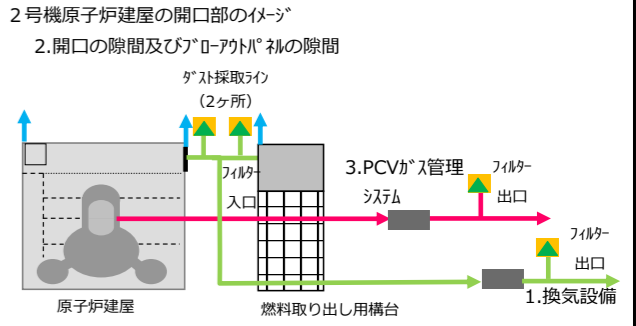 ２号機原子炉建屋の開口部のｲﾒｰｼﾞ
2.開口の隙間及びﾌﾞﾛｰｱｳﾄﾊﾟﾈﾙの隙間
ﾀﾞｽﾄ採取ﾗｲﾝ
（2ヶ所）
ﾌｨﾙﾀｰ
入口
3.PCVｶﾞｽ管理
ｼｽﾃﾑ
ﾌｨﾙﾀｰ
出口
ﾌｨﾙﾀｰ
出口
1.換気設備
原子炉建屋
燃料取り出し用構台